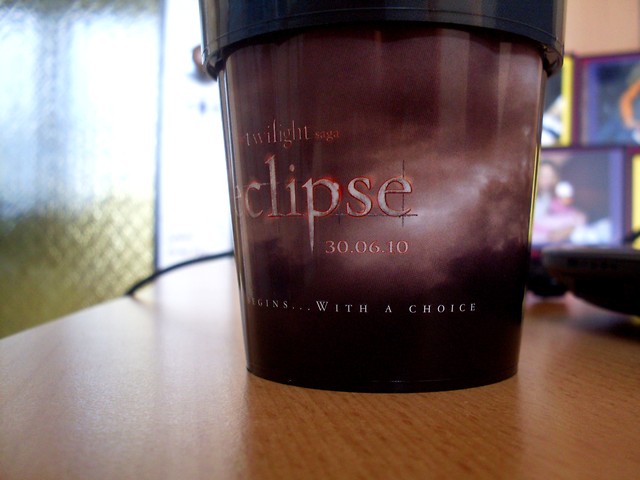 twilight saga
eclipse
30.06.10
...WITH A CHOICE